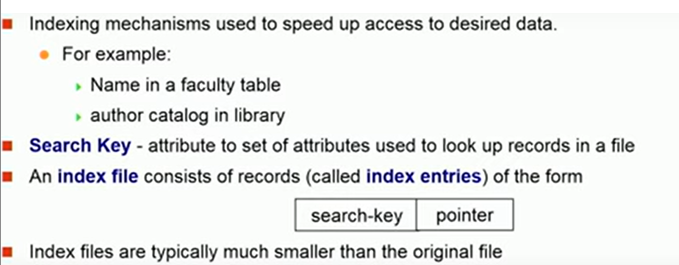 Indexing mechanisms used to speed up access to desired data.
For example:
Name in a faculty table
author catalog in library
Search Key - attribute to set of attributes used to look up records in a file
An index file consists of records (called index entries) of the form
search-key pointer
Index files are typically much smaller than the original file